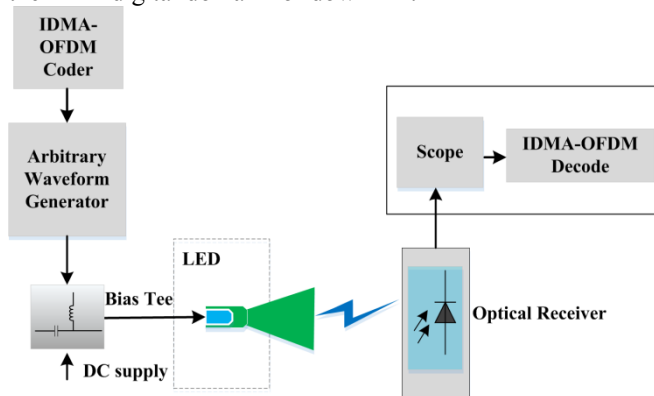 IDMA-
OFDM
Coder
Arbitrary
Waveform
Generator
Bias Tee
DC supply
LED
Scope
IDMA-OFDM
Decode
Optical Receiver